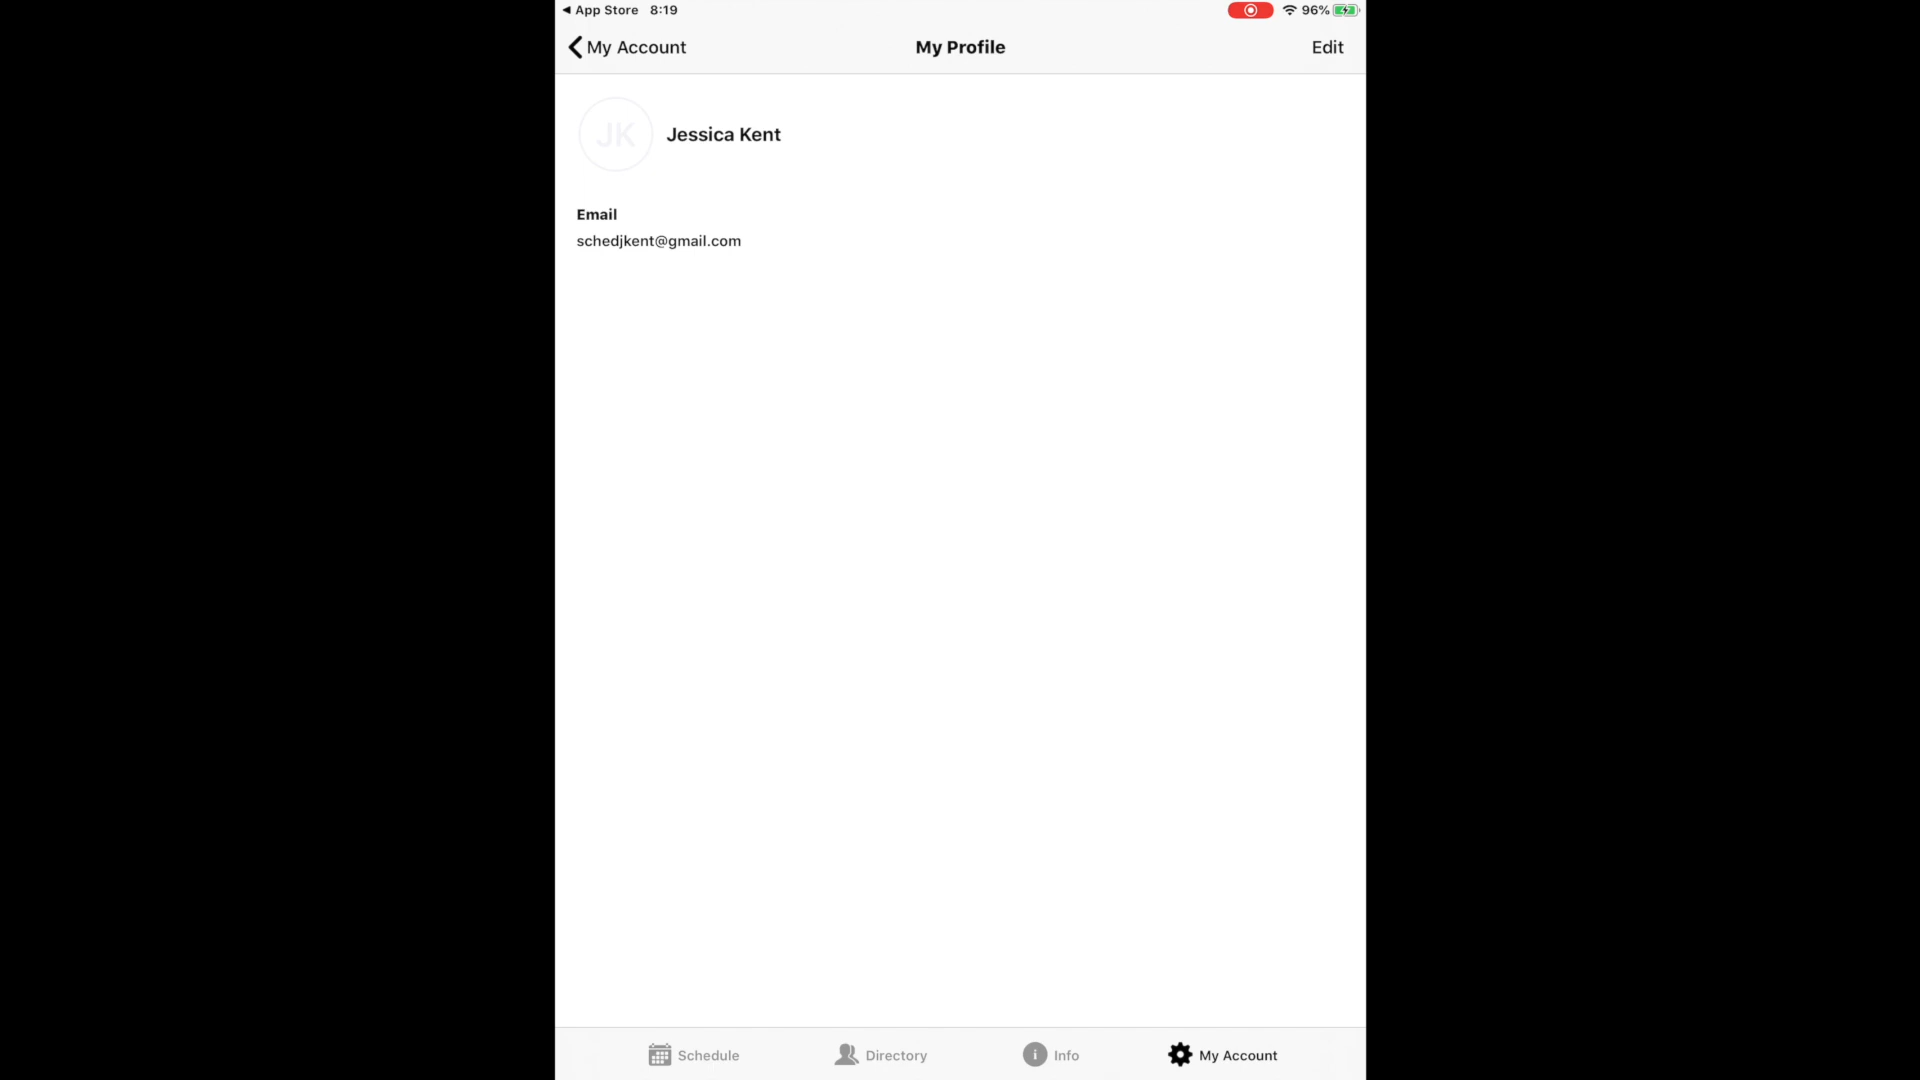 ◄ App Store 8:19
96%
My Account
My Profile
Edit
JK
Jessica Kent
Email
schedjkent@gmail.com
Schedule
Directory
Info
My Account